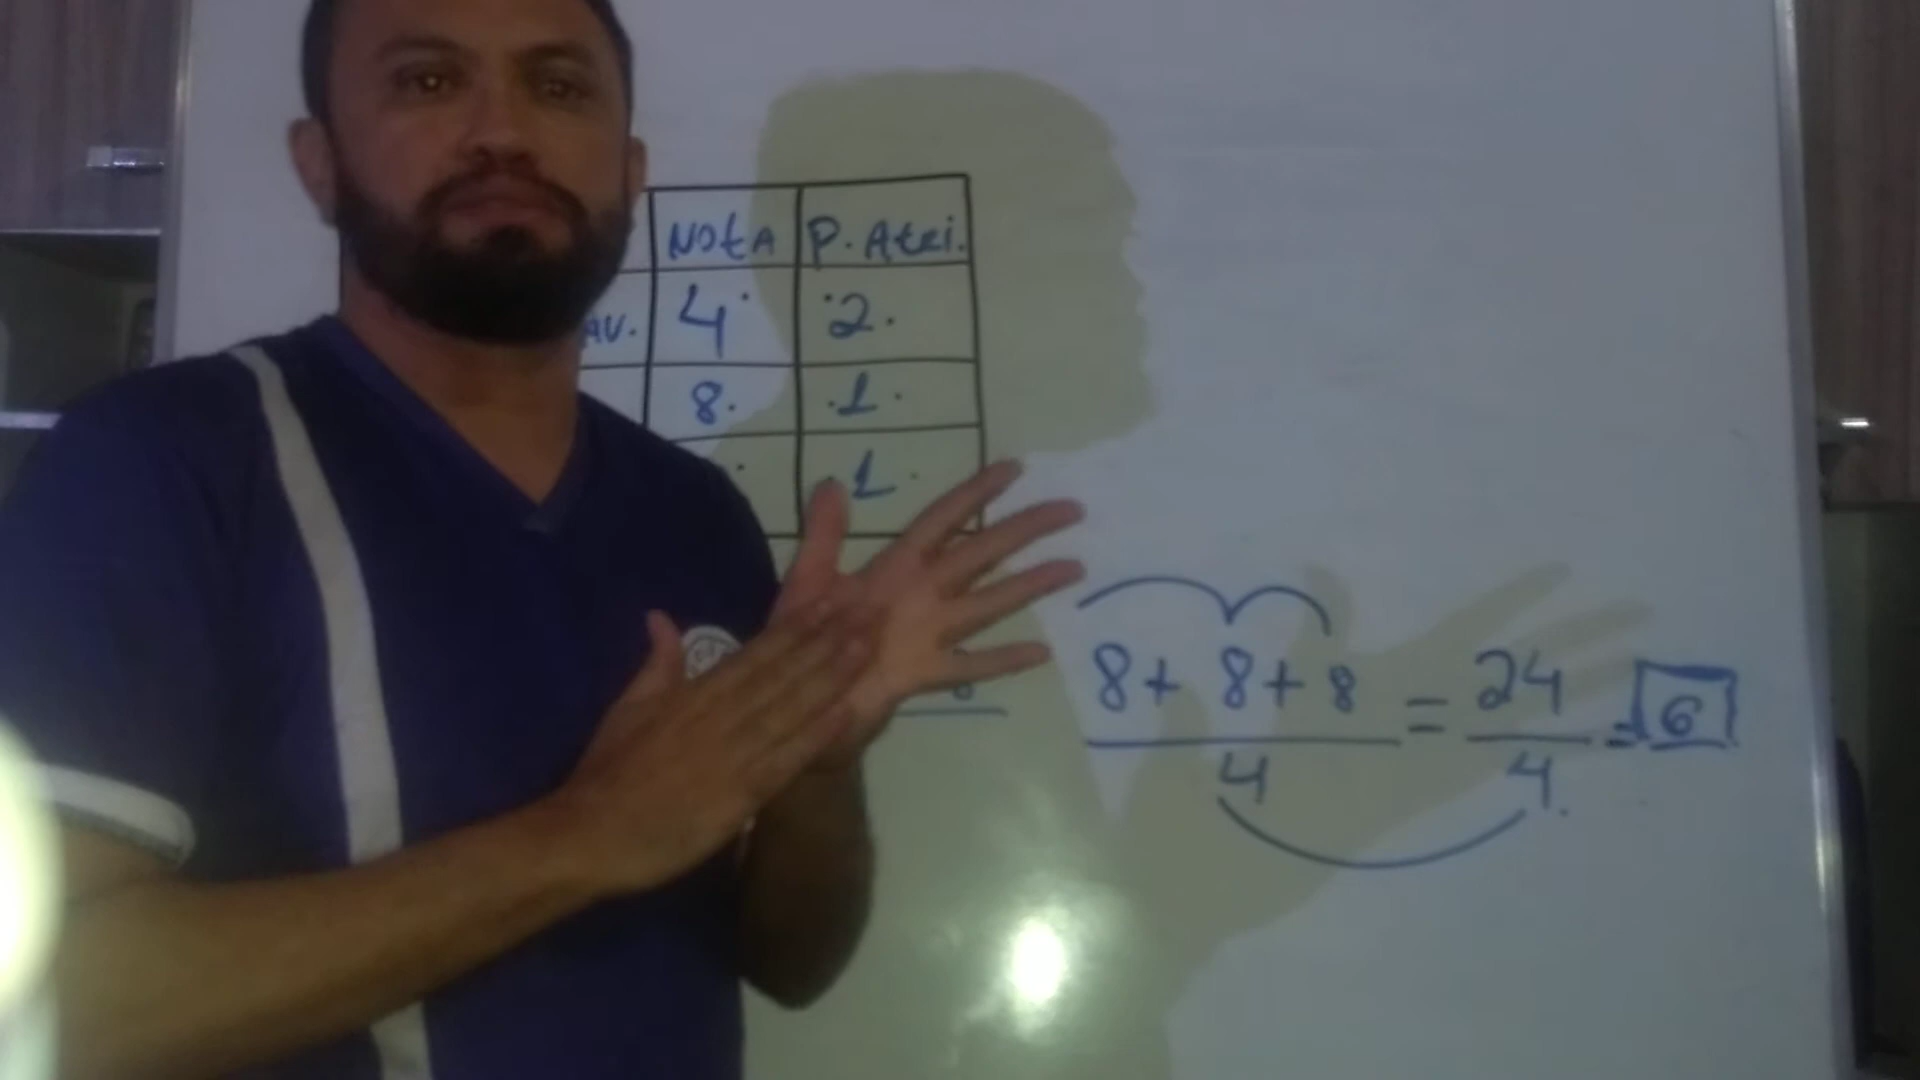 Nota P. Atri.
AV. 4 2.
8. 1.
1.
8 + 8 + 8 = 24 = 6
4 4.